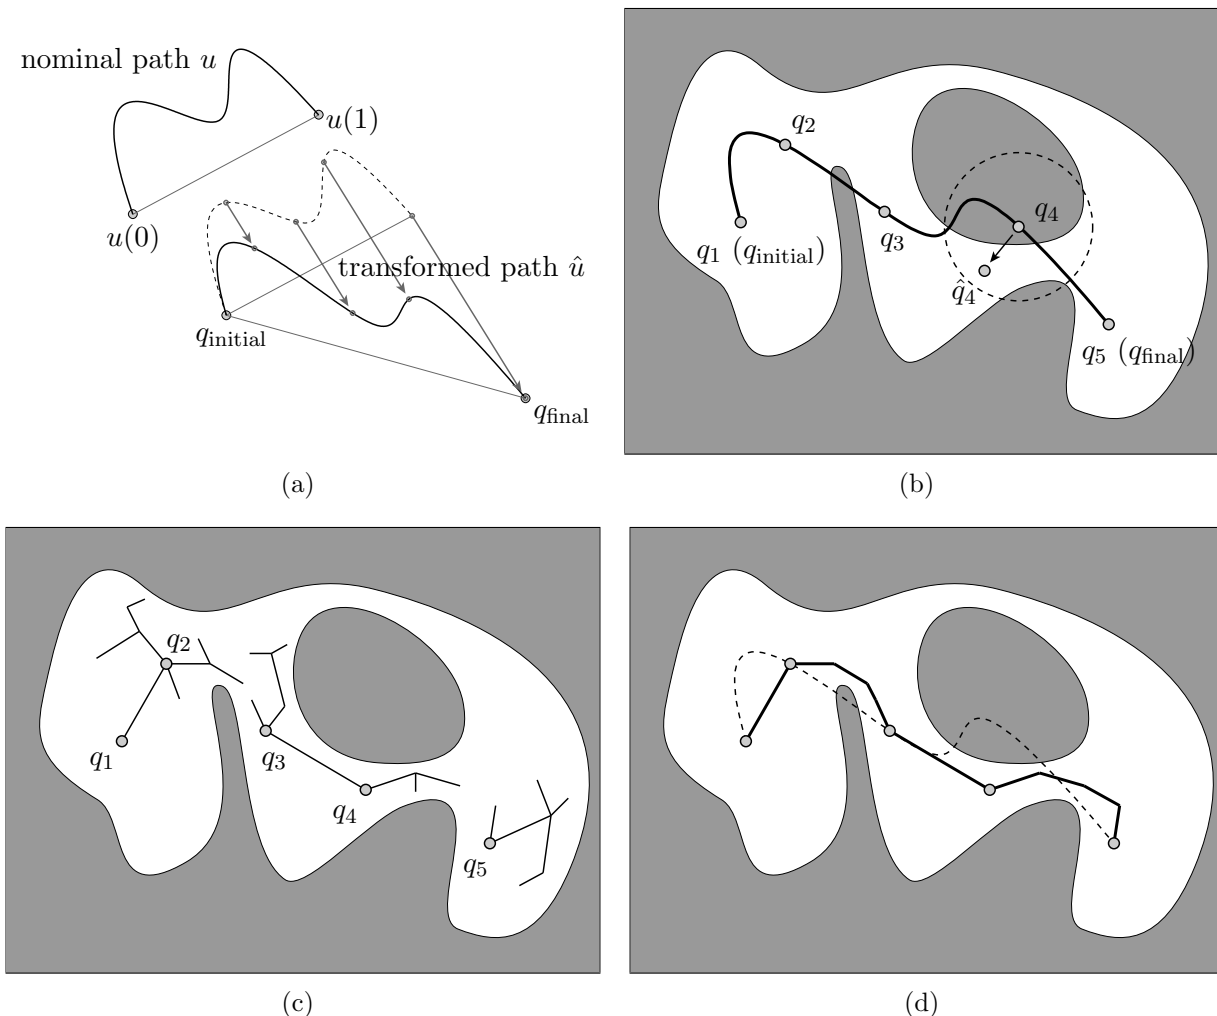 nominal path u
u(1)
u(0)
transformed path û
q_initial
q_final
(a)
q_2
q_4
q_3
q_1 (q_initial)
q̂_4
q_5 (q_final)
(b)
q_2
q_1
q_3
q_4
q_5
(c)
(d)